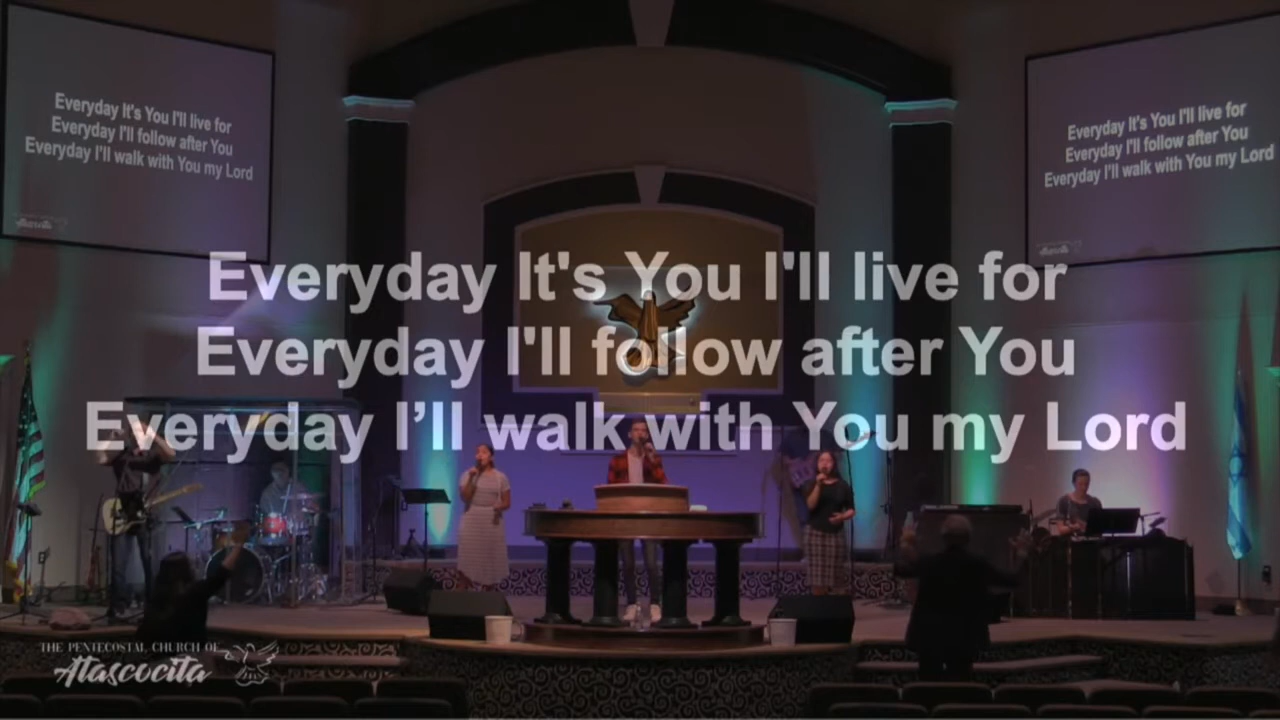 Everyday It's You I'll live for
Everyday I'll follow after You
Everyday I'll walk with You my Lord
Everyday It's You I'll live for
Everyday I'll follow after You
Everyday I'll walk with You my Lord
Everyday It's You I'll live for
Everyday I'll follow after You
Everyday I’ll walk with You my Lord
THE PENTECOSTAL CHURCH OF
Atascocita